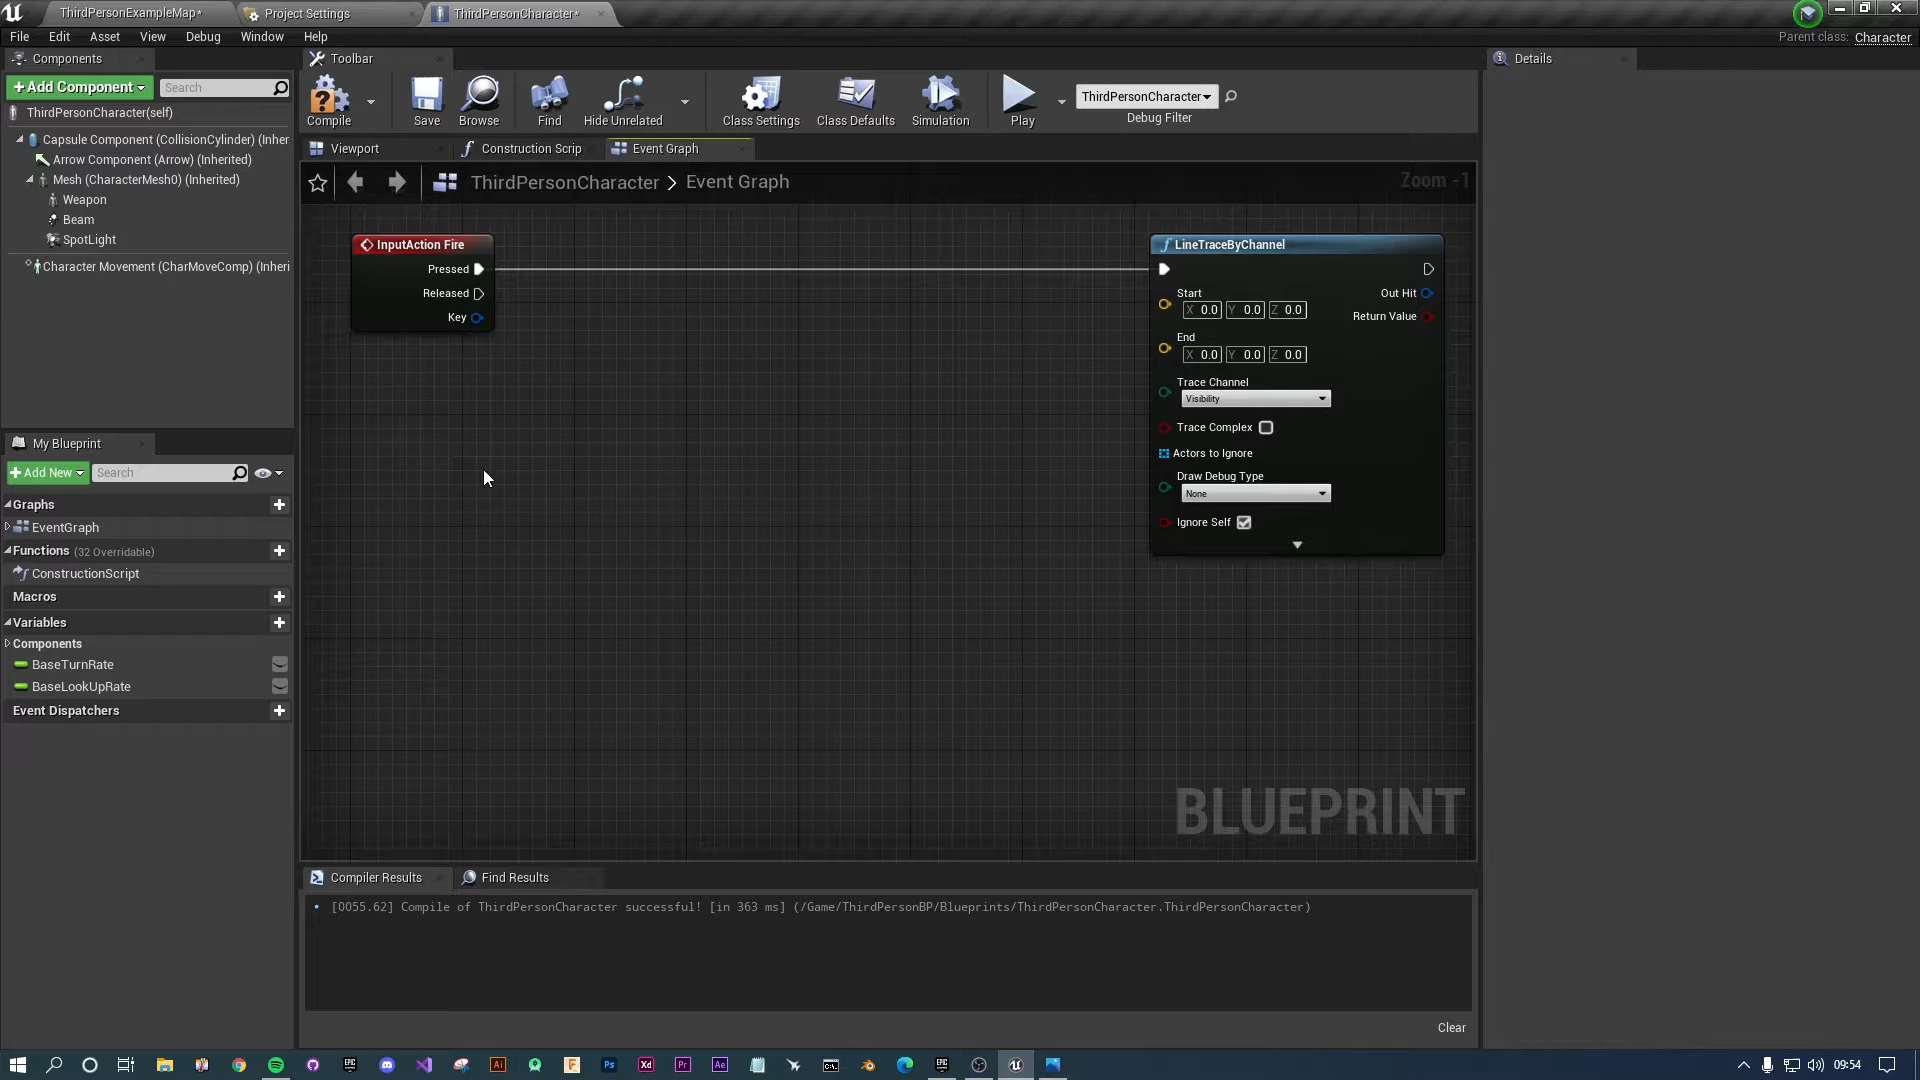 ThirdPersonExampleMap*
Project Settings
ThirdPersonCharacter*
File Edit Asset View Debug Window Help
Parent class: Character
Components
Toolbar
Details
+Add Component
Search
ThirdPersonCharacter(self)
Capsule Component (CollisionCylinder) (Inher
Arrow Component (Arrow) (Inherited)
Mesh (CharacterMesh0) (Inherited)
Weapon
Beam
SpotLight
Character Movement (CharMoveComp) (Inheri
Compile
Save
Browse
Find
Hide Unrelated
Class Settings
Class Defaults
Simulation
Play
ThirdPersonCharacter
Debug Filter
Viewport
Construction Scrip
Event Graph
ThirdPersonCharacter > Event Graph
Zoom -1
InputAction Fire
Pressed
Released
Key
LineTraceByChannel
Start
X 0.0 Y 0.0 Z 0.0
Out Hit
Return Value
End
X 0.0 Y 0.0 Z 0.0
Trace Channel
Visibility
Trace Complex
Actors to Ignore
Draw Debug Type
None
Ignore Self
BLUEPRINT
My Blueprint
+Add New
Search
Graphs
EventGraph
Functions (32 Overridable)
ConstructionScript
Macros
Variables
Components
BaseTurnRate
BaseLookUpRate
Event Dispatchers
Compiler Results
Find Results
[0055.62] Compile of ThirdPersonCharacter successful! [in 363 ms] (/Game/ThirdPersonBP/Blueprints/ThirdPersonCharacter.ThirdPersonCharacter)
Clear
Ai
Ps
Xd
Pr
Ae
09:54